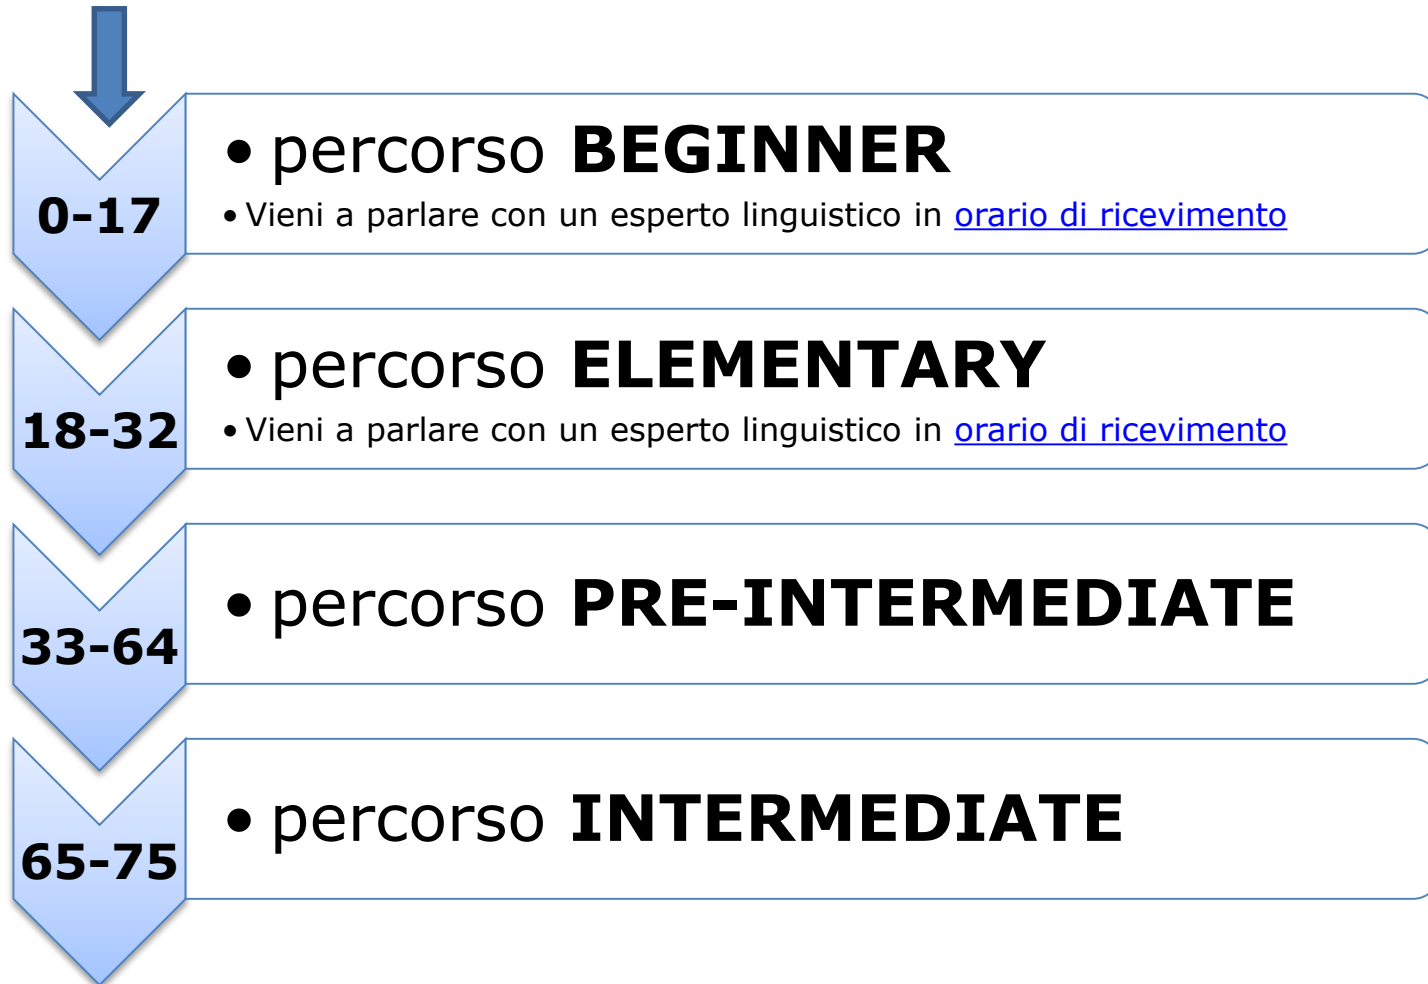 • percorso BEGINNER
0-17
• Vieni a parlare con un esperto linguistico in orario di ricevimento
• percorso ELEMENTARY
18-32
• Vieni a parlare con un esperto linguistico in orario di ricevimento
• percorso PRE-INTERMEDIATE
33-64
• percorso INTERMEDIATE
65-75